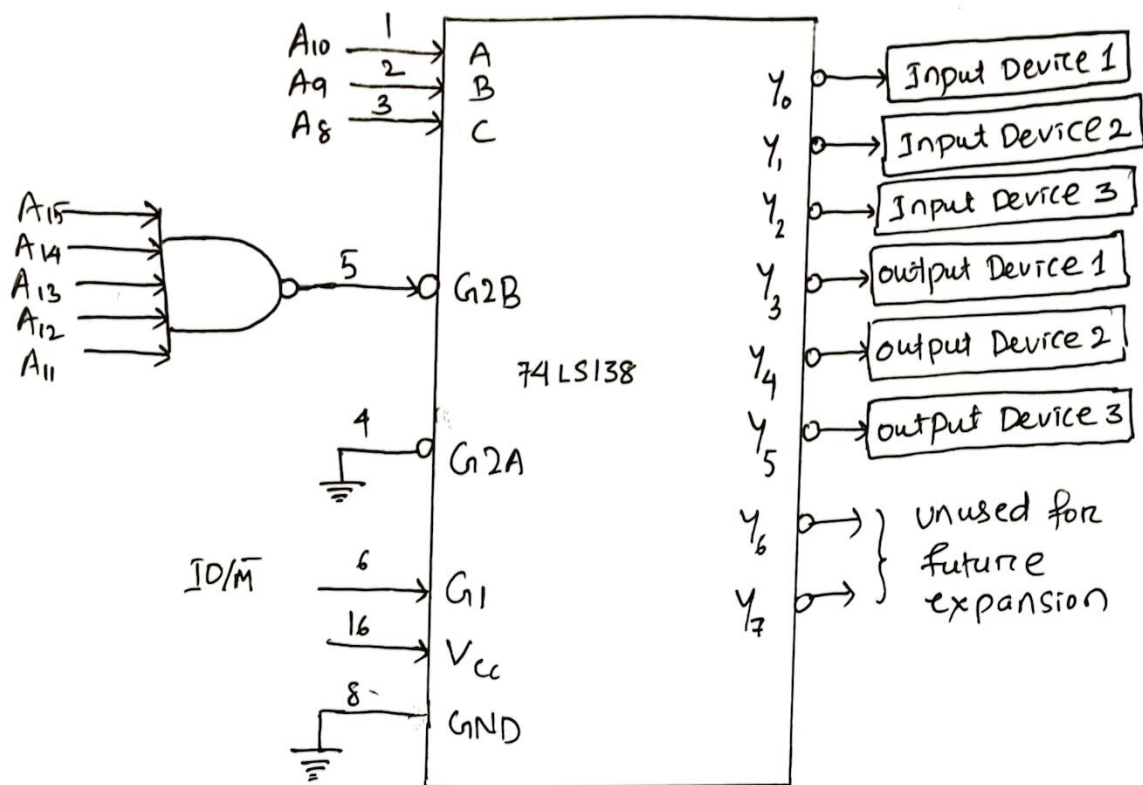 A10 1 A
A9 2 B
A8 3 C
A15
A14
A13
A12
A11
5 G2B
74LS138
4 G2A
IO/M̅ 6 G1
16 Vcc
8 GND
Y0 Input Device 1
Y1 Input Device 2
Y2 Input Device 3
Y3 output Device 1
Y4 output Device 2
Y5 output Device 3
Y6
Y7
unused for
future
expansion